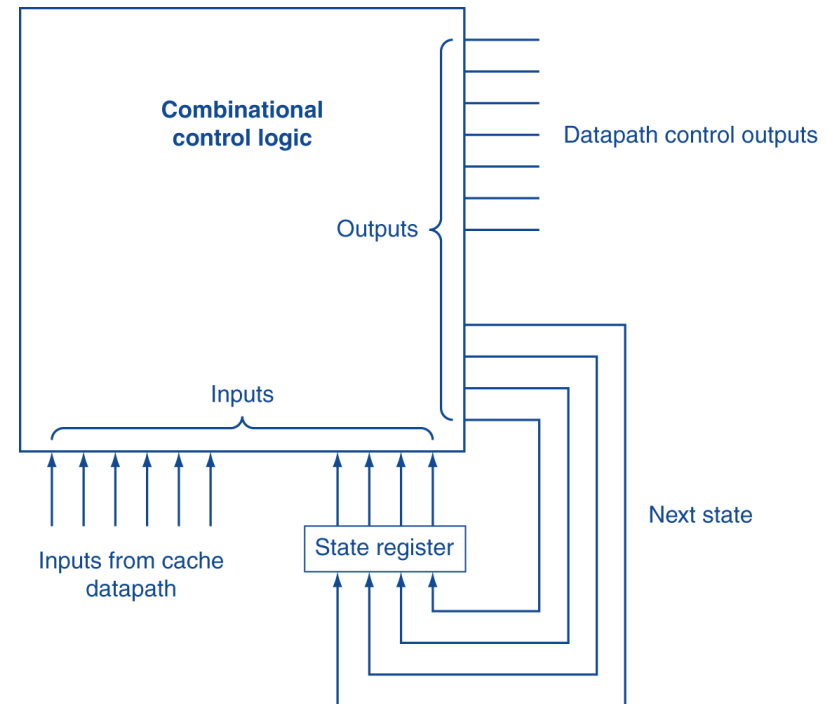 Combinational
control logic
Datapath control outputs
Outputs
Inputs
Next state
State register
Inputs from cache
datapath